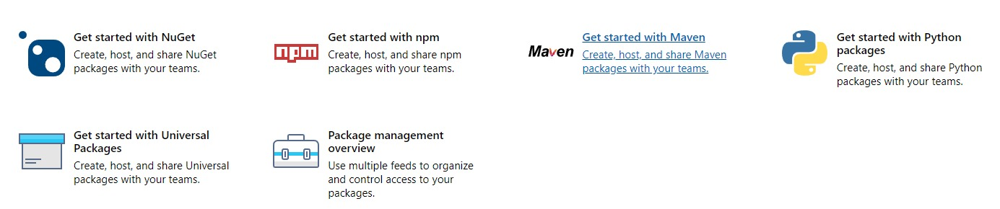 Get started with NuGet
Create, host, and share NuGet
packages with your teams.
npm
Get started with npm
Create, host, and share npm
packages with your teams.
Maven
Get started with Maven
Create, host, and share Maven
packages with your teams.
Get started with Python
packages
Create, host, and share Python
packages with your teams.
Get started with Universal
Packages
Create, host, and share Universal
packages with your teams.
Package management
overview
Use multiple feeds to organize
and control access to your
packages.